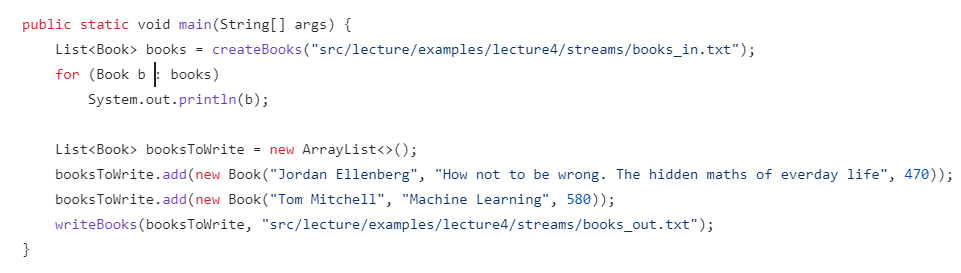 public static void main(String[] args) {
    List<Book> books = createBooks("src/lecture/examples/lecture4/streams/books_in.txt");
    for (Book b : books)
        System.out.println(b);

    List<Book> booksToWrite = new ArrayList<>();
    booksToWrite.add(new Book("Jordan Ellenberg", "How not to be wrong. The hidden maths of everday life", 470));
    booksToWrite.add(new Book("Tom Mitchell", "Machine Learning", 580));
    writeBooks(booksToWrite, "src/lecture/examples/lecture4/streams/books_out.txt");
}